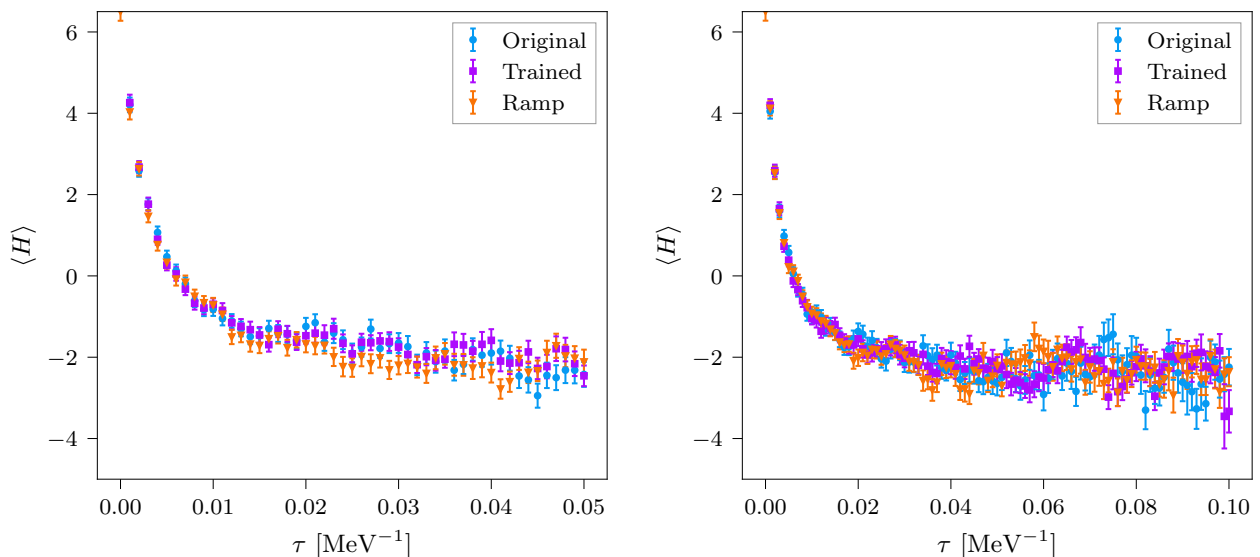 6
4
2
0
−2
−4
⟨H⟩
0.00 0.01 0.02 0.03 0.04 0.05
τ [MeV⁻¹]
Original
Trained
Ramp
6
4
2
0
−2
−4
⟨H⟩
0.00 0.02 0.04 0.06 0.08 0.10
τ [MeV⁻¹]
Original
Trained
Ramp